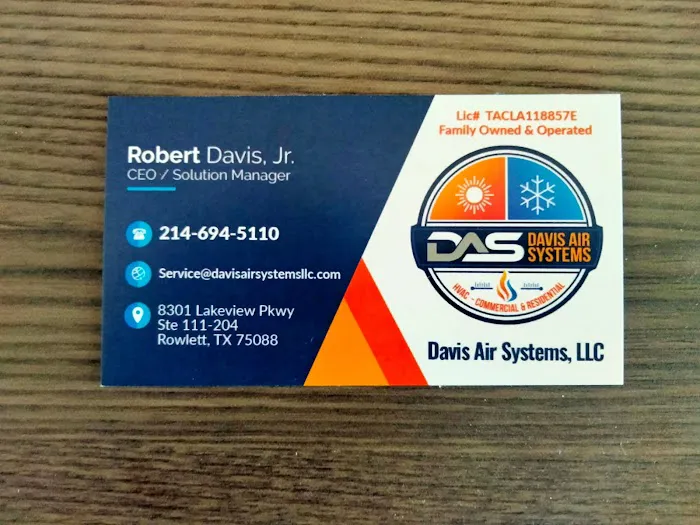 Robert Davis, Jr.
CEO / Solution Manager
214-694-5110
Service@davisairsystemsllc.com
8301 Lakeview Pkwy
Ste 111-204
Rowlett, TX 75088
Lic# TACLA118857E
Family Owned & Operated
DAS
DAVIS AIR
SYSTEMS
HVAC - COMMERCIAL & RESIDENTIAL
Davis Air Systems, LLC